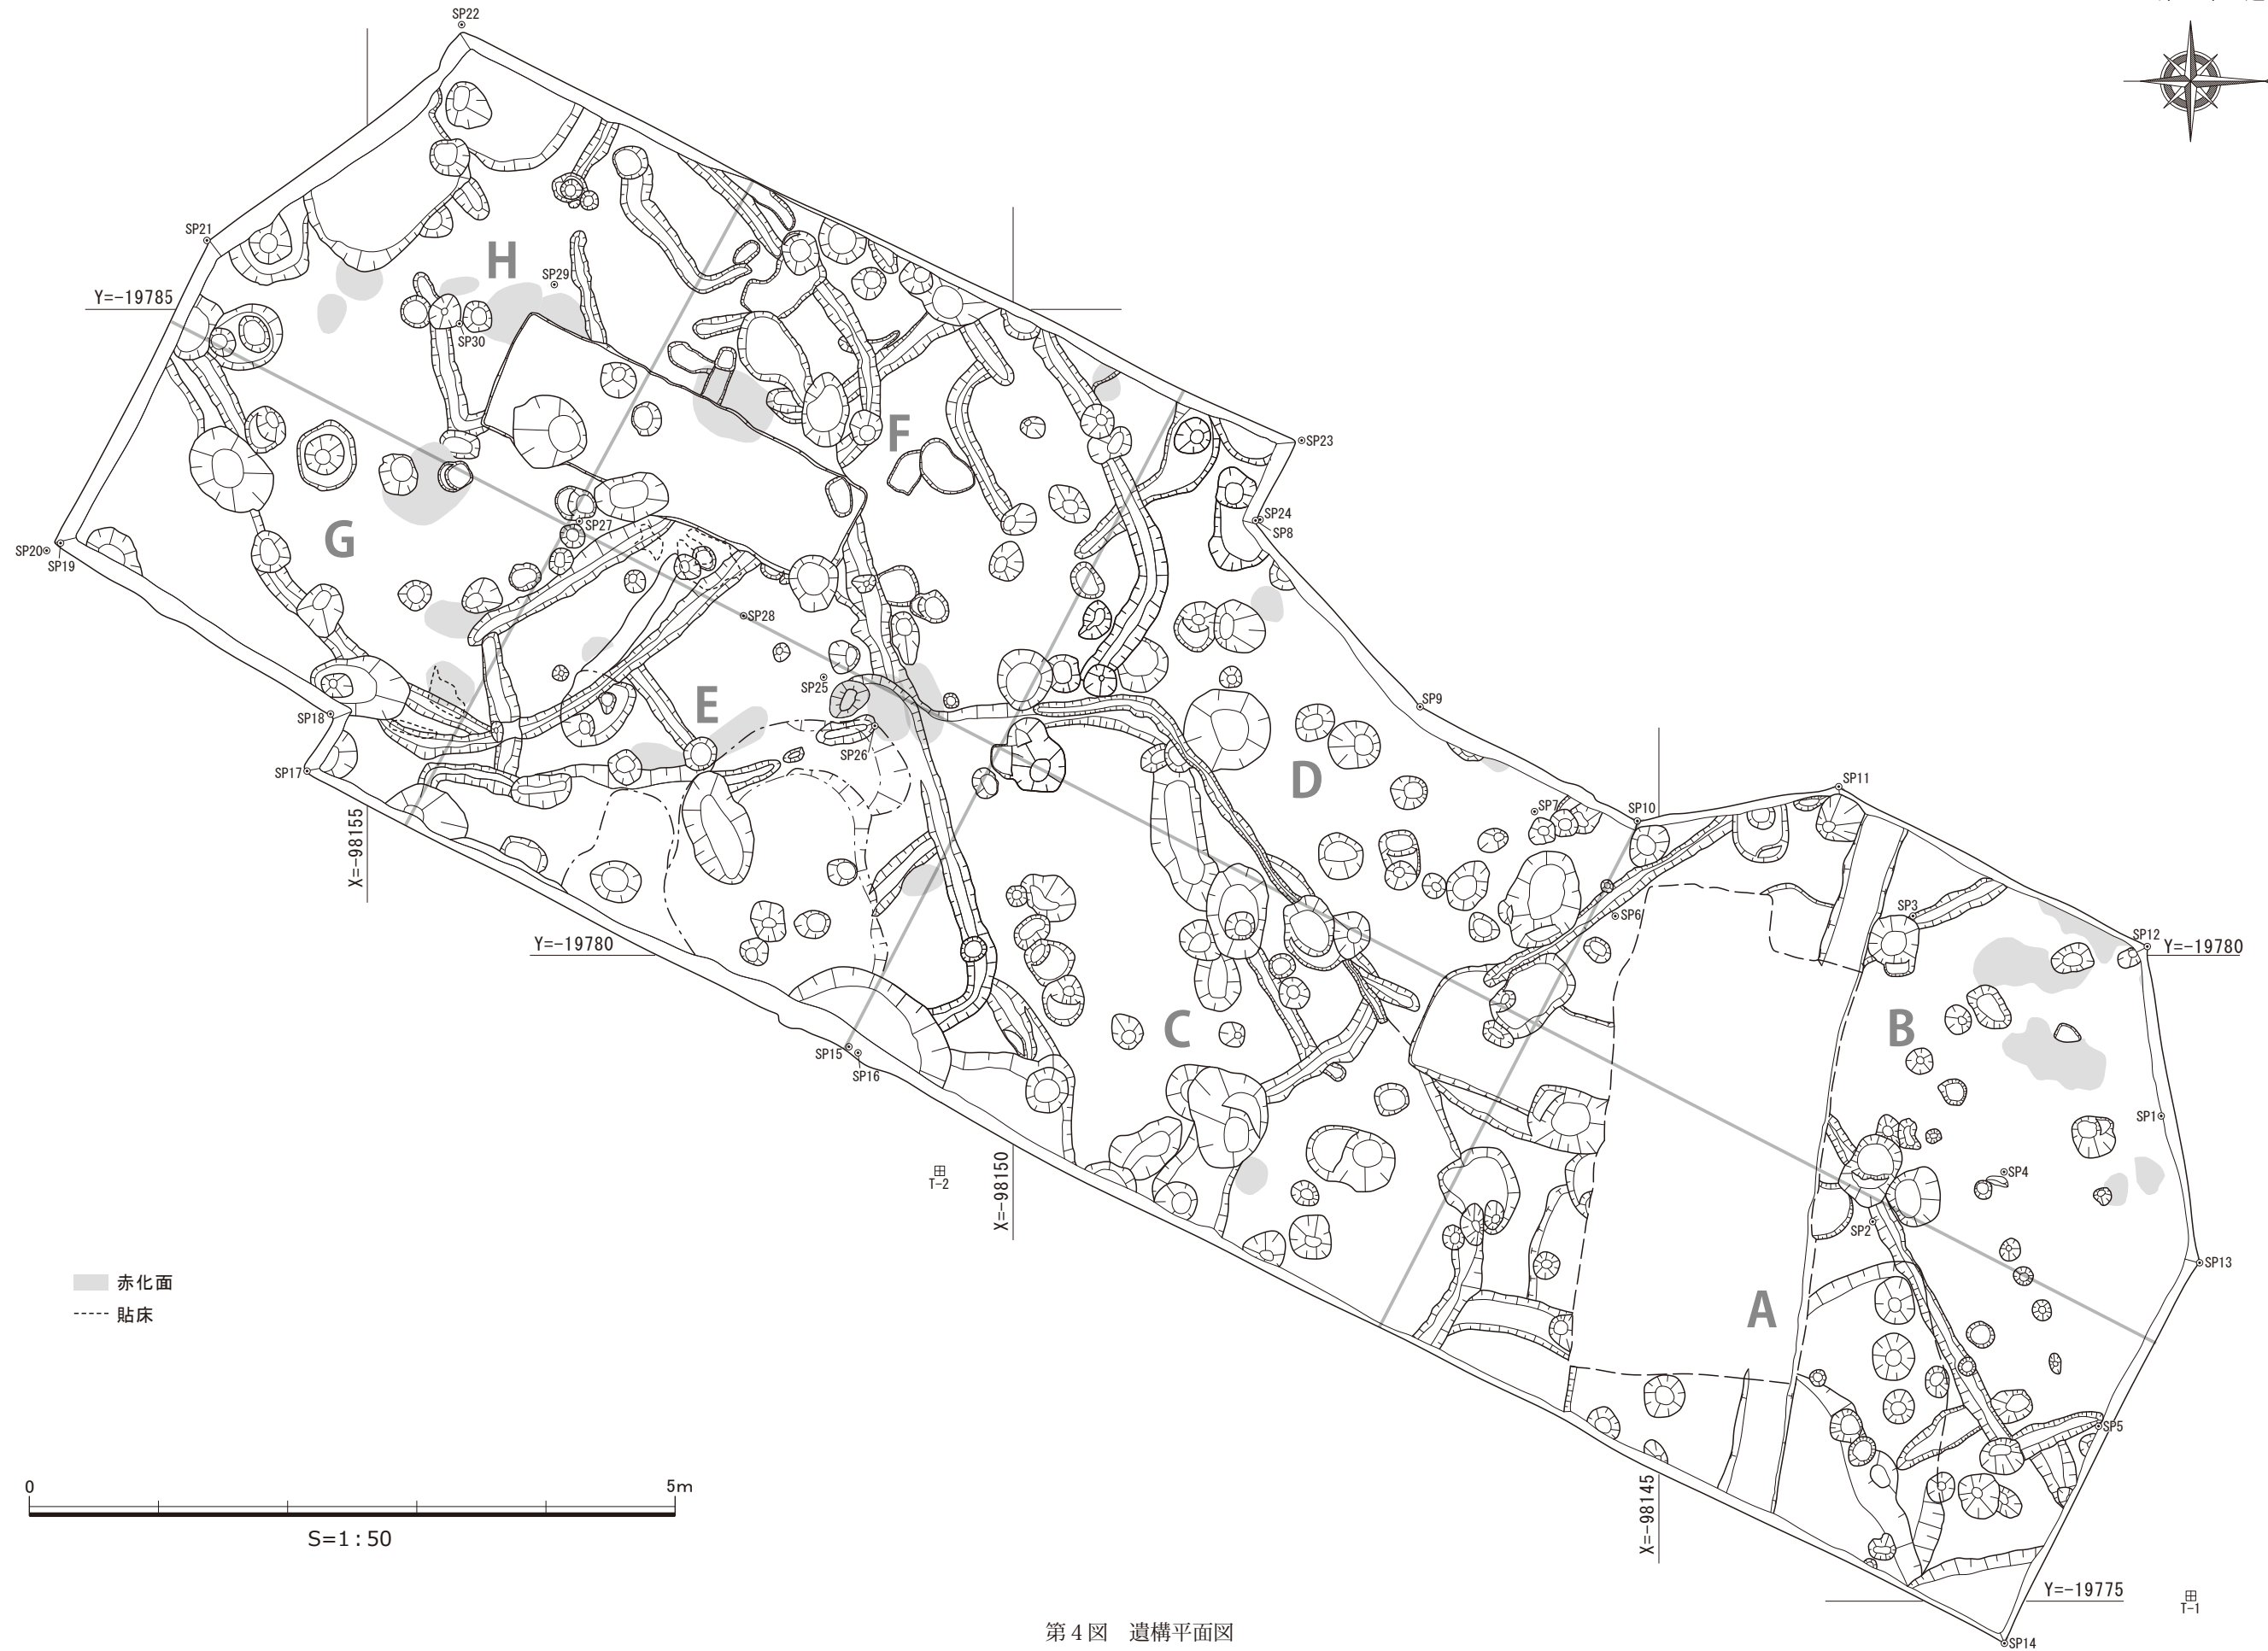 SP22
SP21
H
SP29
Y=-19785
SP30
F
SP23
SP24
SP8
SP27
G
SP20
SP19
SP28
SP25
E
SP18
SP26
SP9
SP17
D
SP11
SP7
SP10
X=-98155
SP3
SP6
SP12
Y=-19780
Y=-19780
C
B
SP15
SP16
SP1
T-2
X=-98150
SP4
SP2
SP13
赤化面
貼床
A
SP5
0
5m
S=1:50
X=-98145
Y=-19775
T-1
SP14
第4図 遺構平面図